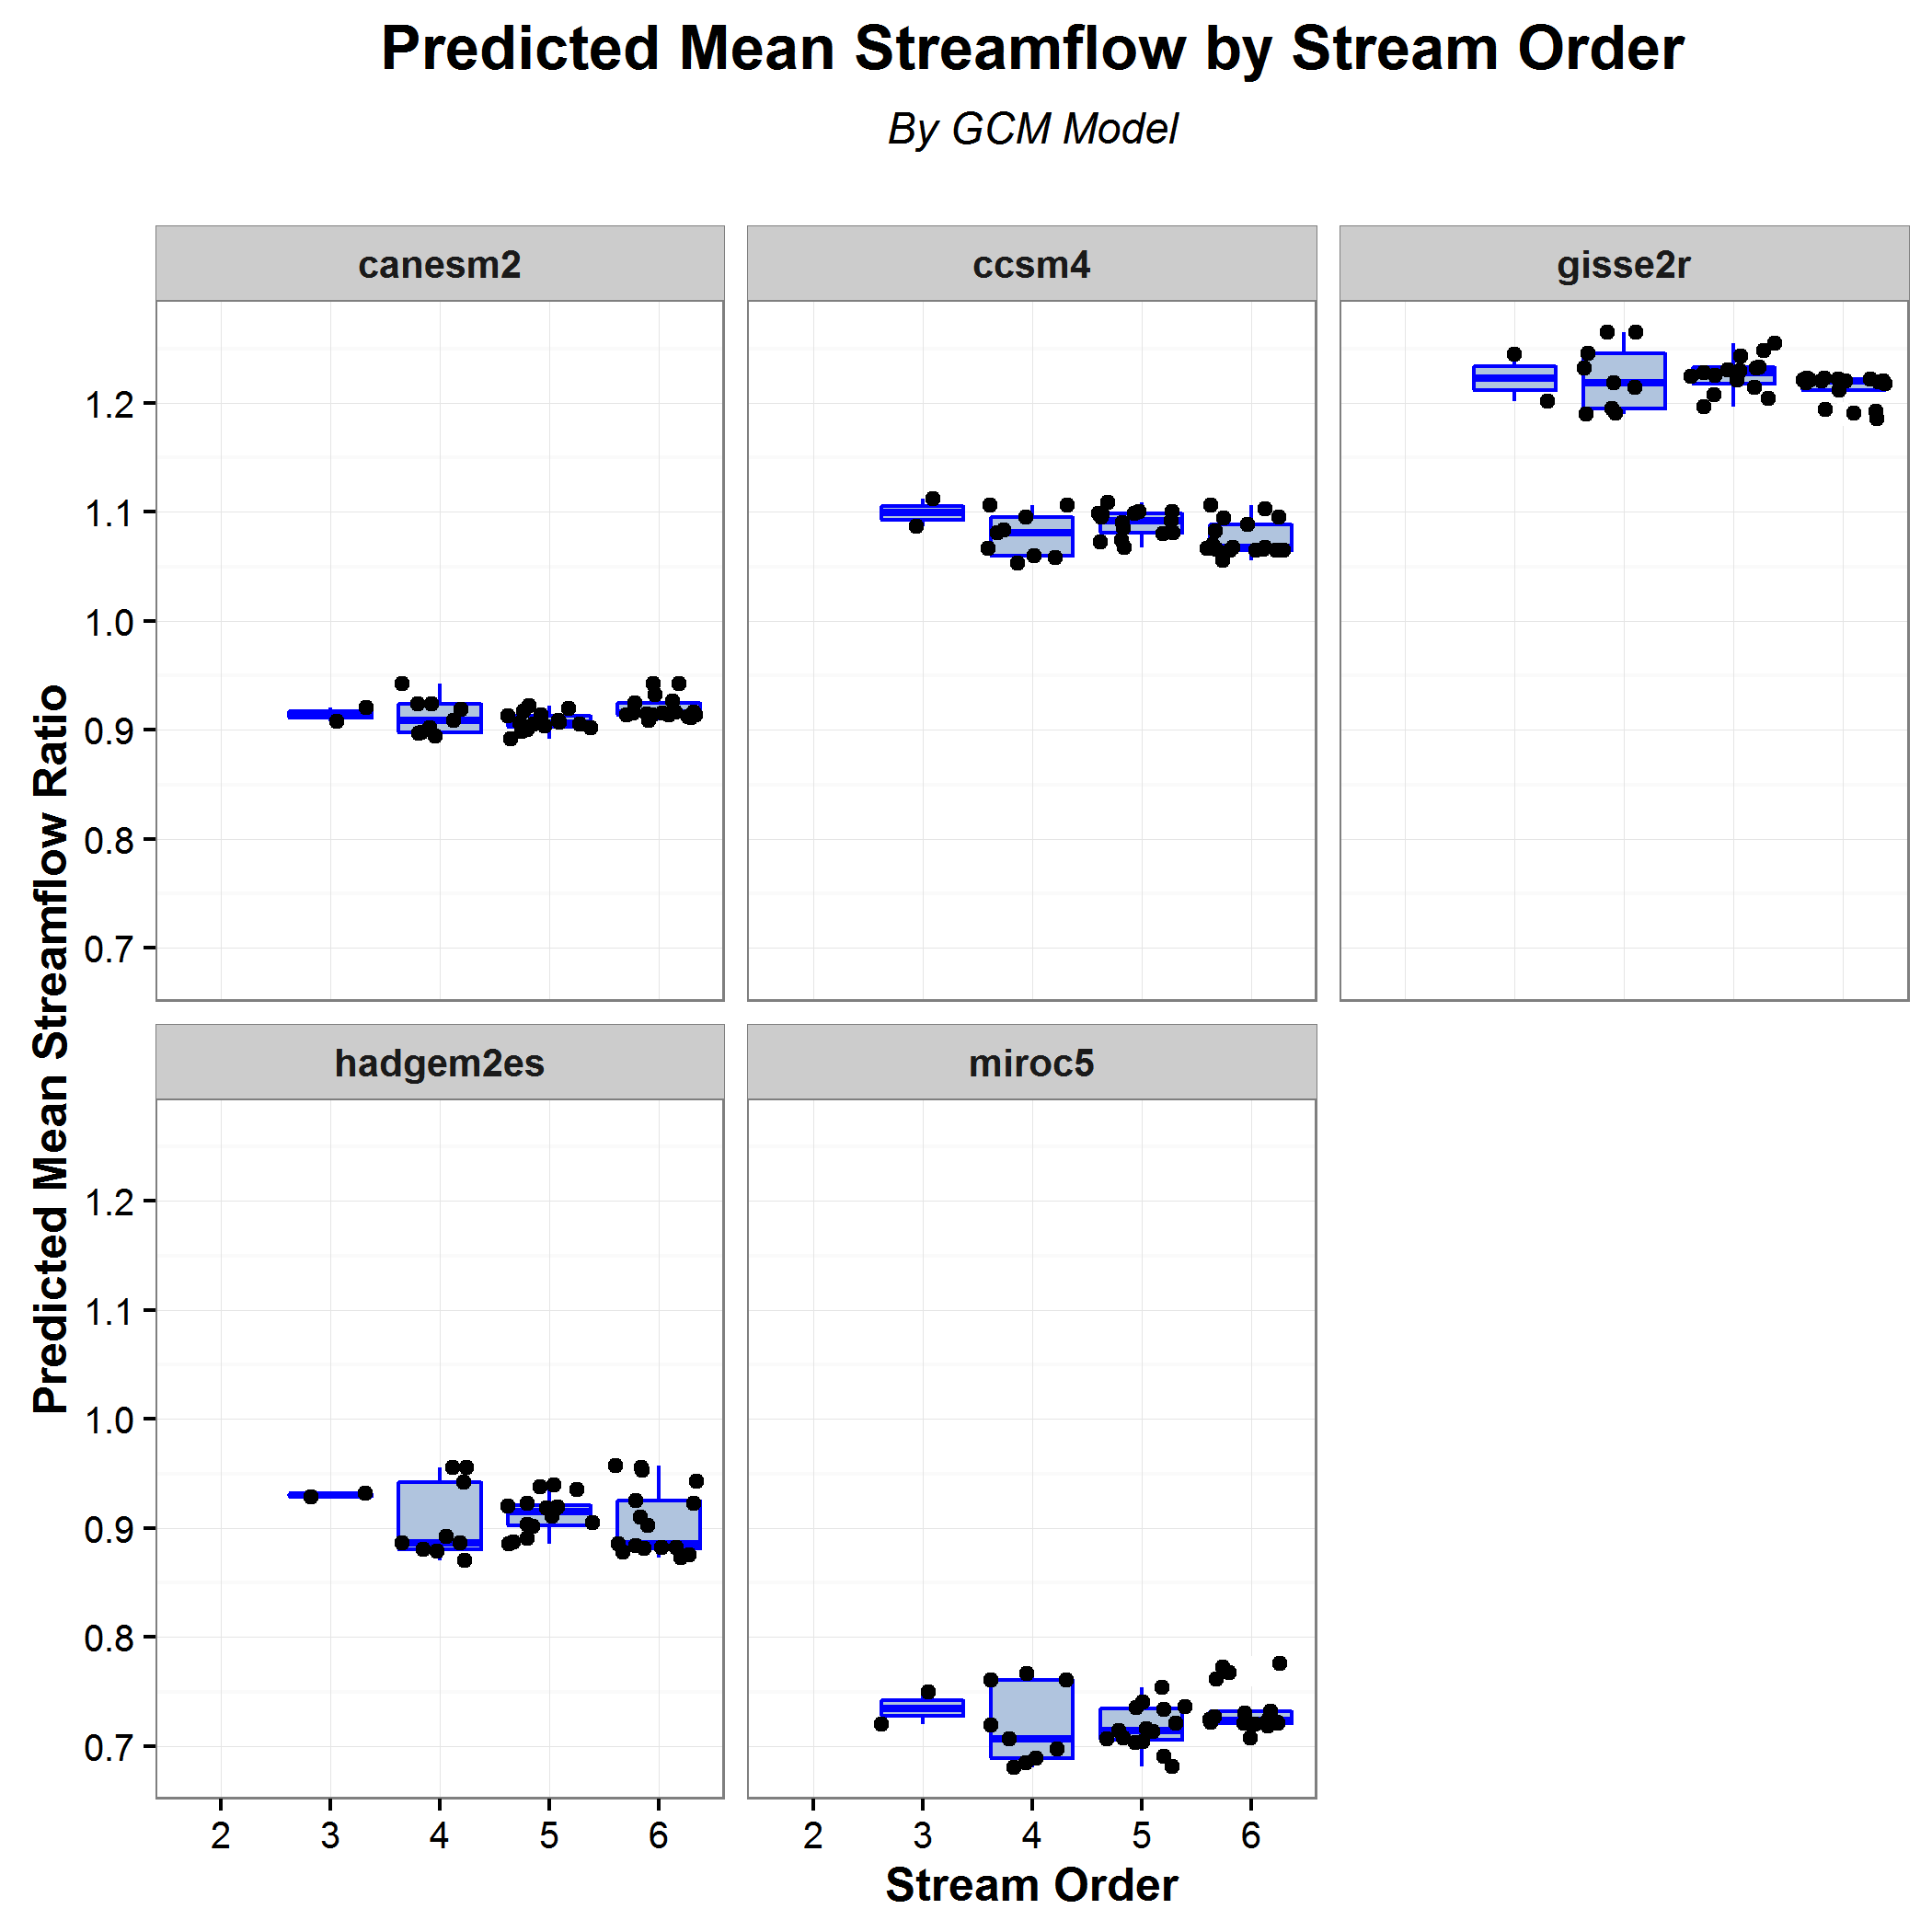 Predicted Mean Streamflow by Stream Order
By GCM Model
canesm2
ccsm4
gisse2r
1.2
1.1
1.0
0.9
0.8
0.7
Predicted Mean Streamflow Ratio
hadgem2es
miroc5
1.2
1.1
1.0
0.9
0.8
0.7
2 3 4 5 6
2 3 4 5 6
Stream Order